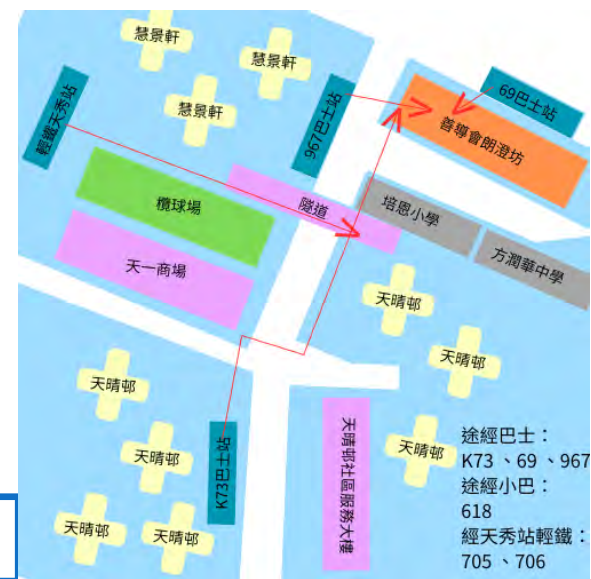 慧景軒
慧景軒
慧景軒
輕鐵天秀站
967巴士站
69巴士站
善導會朗澄坊
欖球場
隧道
培恩小學
方潤華中學
天一商場
天晴邨
天晴邨
天晴邨
天晴邨
天晴邨
天晴邨
天晴邨
K73巴士站
天晴邨社區服務大樓
途經巴士：
K73 、69 、967
途經小巴：
618
經天秀站輕鐵：
705 、706